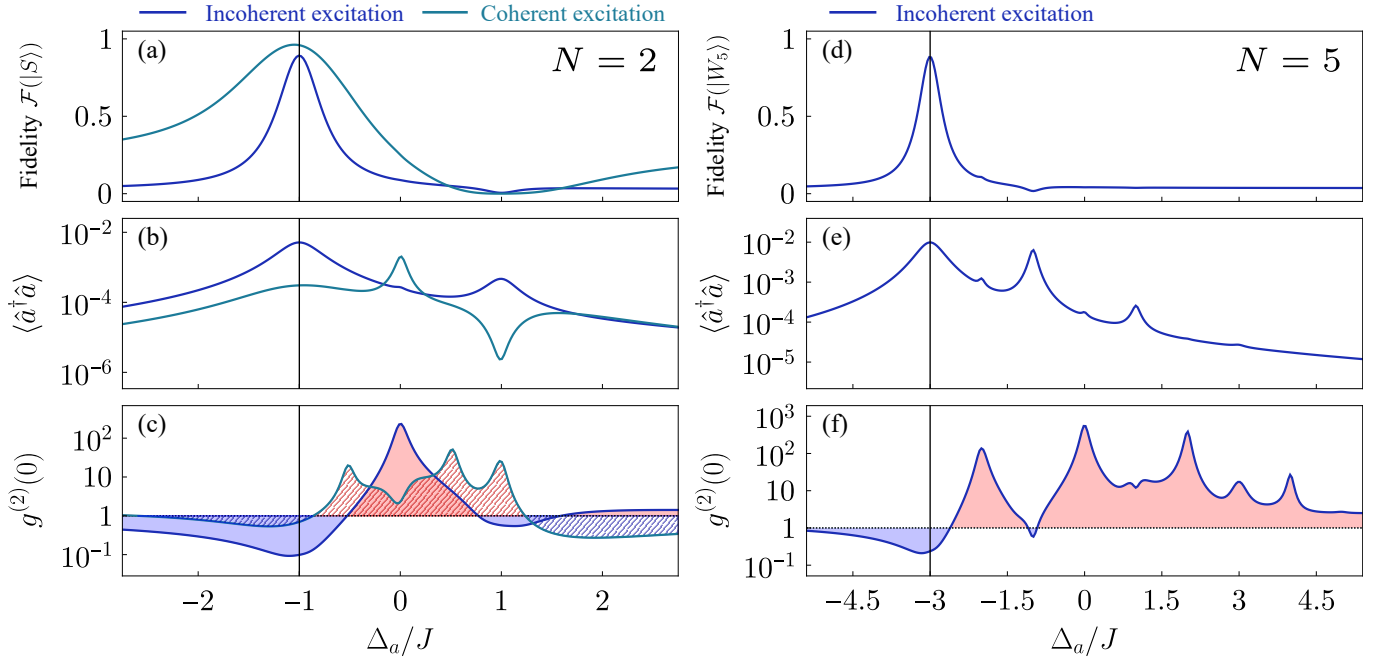 Incoherent excitation Coherent excitation
Incoherent excitation
(a)
N = 2
Fidelity ℱ(|S⟩)
1
0.5
0
(b)
⟨â†â⟩
10⁻²
10⁻⁴
10⁻⁶
(c)
g⁽²⁾(0)
10²
10
1
10⁻¹
−2 −1 0 1 2
Δₐ/J
(d)
N = 5
Fidelity ℱ(|W₅⟩)
1
0.5
0
(e)
⟨â†â⟩
10⁻²
10⁻³
10⁻⁴
10⁻⁵
(f)
g⁽²⁾(0)
10³
10²
10
1
10⁻¹
−4.5 −3 −1.5 0 1.5 3 4.5
Δₐ/J